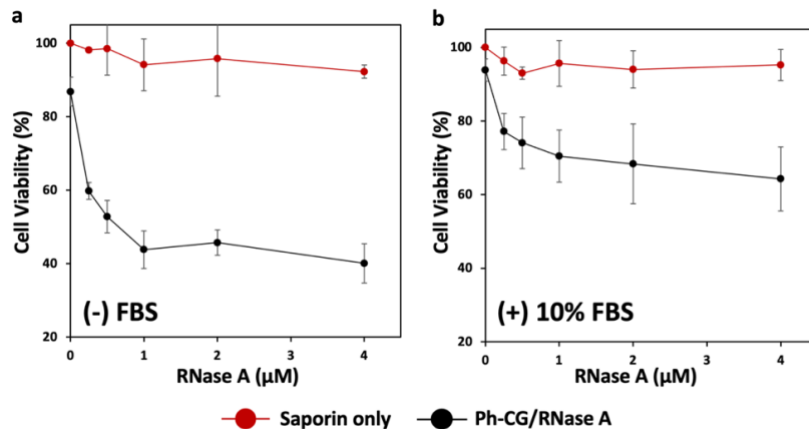 a
100
80
60
40
20
Cell Viability (%)
(-) FBS
0
1
2
3
4
RNase A (μM)
b
100
80
60
40
20
Cell Viability (%)
(+) 10% FBS
0
1
2
3
4
RNase A (μM)
Saporin only
Ph-CG/RNase A